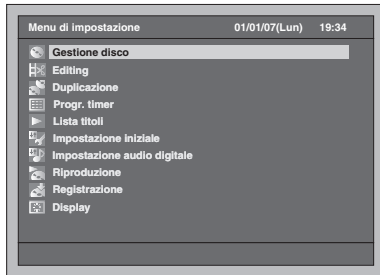 Menu di impostazione 01/01/07(Lun) 19:34
Gestione disco
Editing
Duplicazione
Progr. timer
Lista titoli
Impostazione iniziale
Impostazione audio digitale
Riproduzione
Registrazione
Display